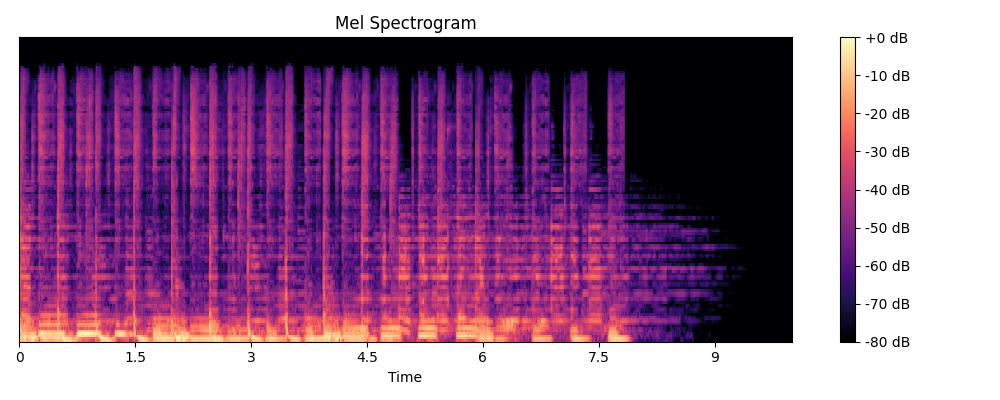 Mel Spectrogram
+0 dB
-10 dB
-20 dB
-30 dB
-40 dB
-50 dB
-60 dB
-70 dB
-80 dB
0 1.5 3 4.5 6 7.5 9
Time